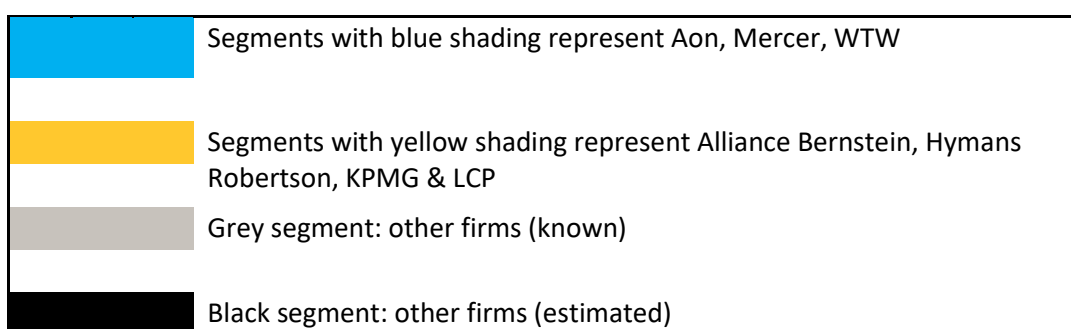 Segments with blue shading represent Aon, Mercer, WTW
Segments with yellow shading represent Alliance Bernstein, Hymans
Robertson, KPMG & LCP
Grey segment: other firms (known)
Black segment: other firms (estimated)